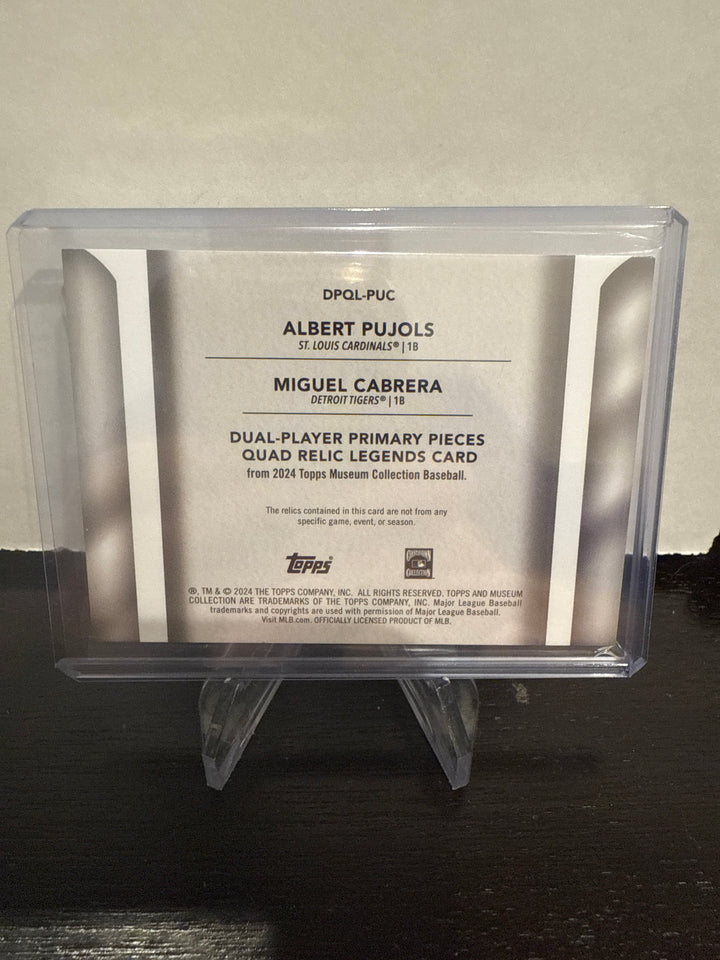 DPQL-PUC
ALBERT PUJOLS
ST. LOUIS CARDINALS® | 1B
MIGUEL CABRERA
DETROIT TIGERS® | 1B
DUAL-PLAYER PRIMARY PIECES
QUAD RELIC LEGENDS CARD
from 2024 Topps Museum Collection Baseball.
The relics contained in this card are not from any
specific game, event, or season.
topps®
COOPERSTOWN
COLLECTION
®, TM & © 2024 THE TOPPS COMPANY, INC. ALL RIGHTS RESERVED. TOPPS AND MUSEUM
COLLECTION ARE TRADEMARKS OF THE TOPPS COMPANY, INC. Major League Baseball
trademarks and copyrights are used with permission of Major League Baseball.
Visit MLB.com. OFFICIALLY LICENSED PRODUCT OF MLB.